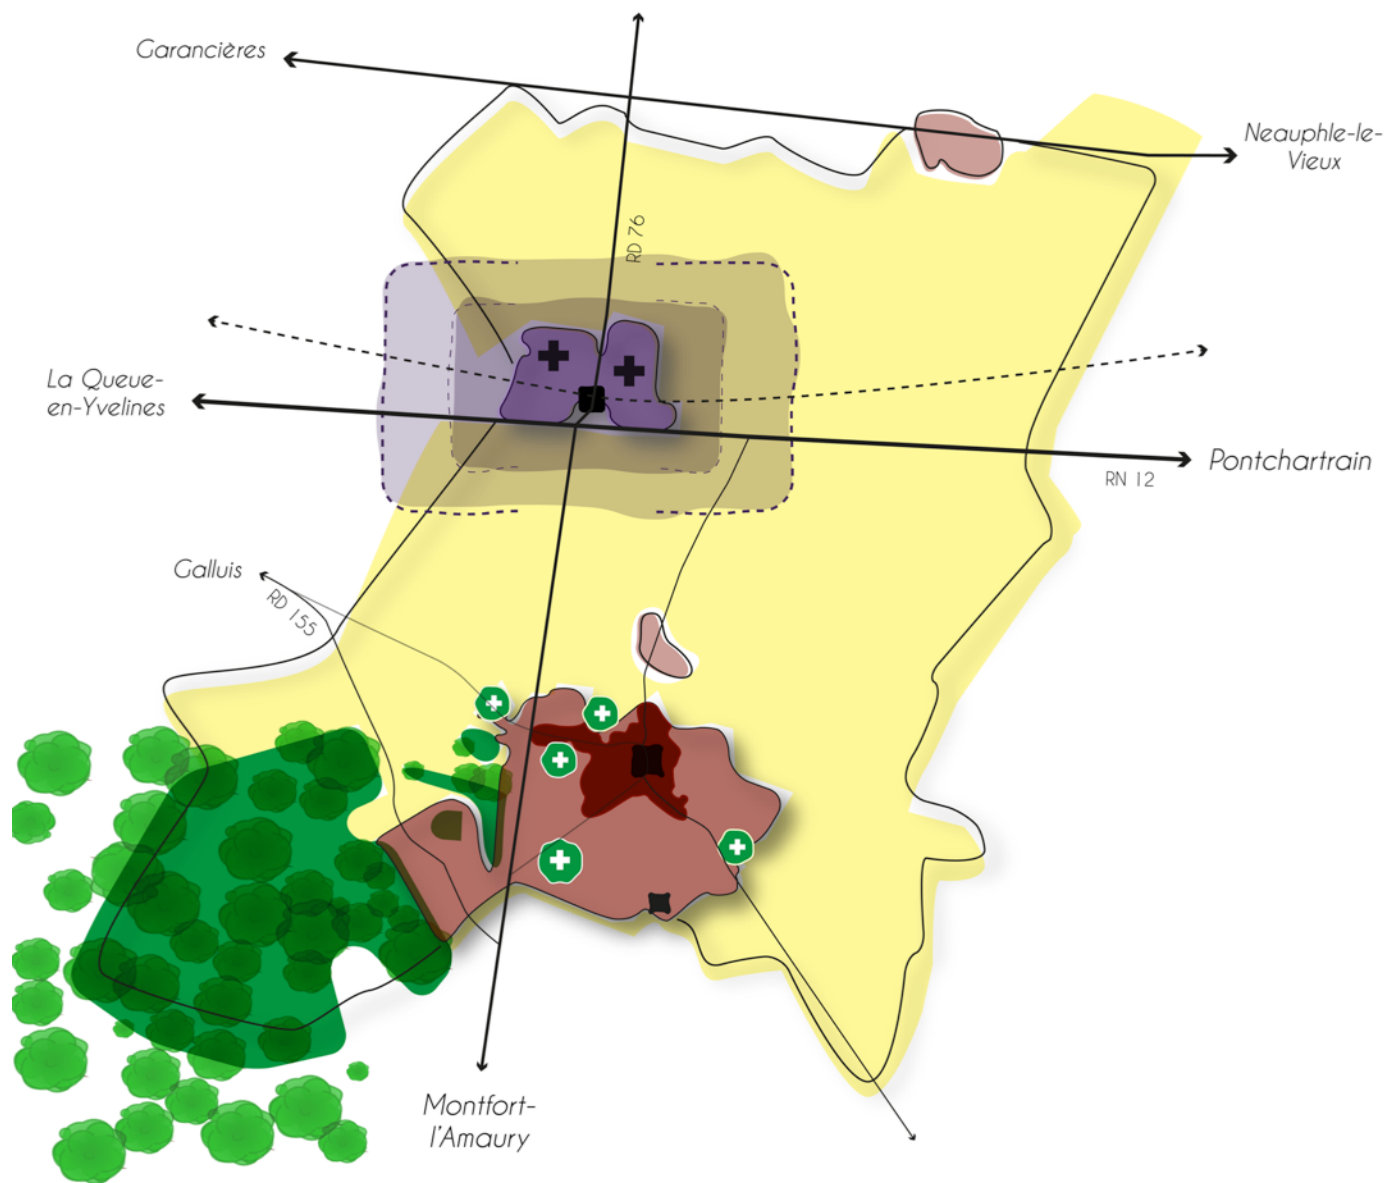 Garancières
Neauphle-le-
Vieux
RD 76
La Queue-
en-Yvelines
Pontchartrain
RN 12
Galluis
RD 155
Montfort-
l'Amaury